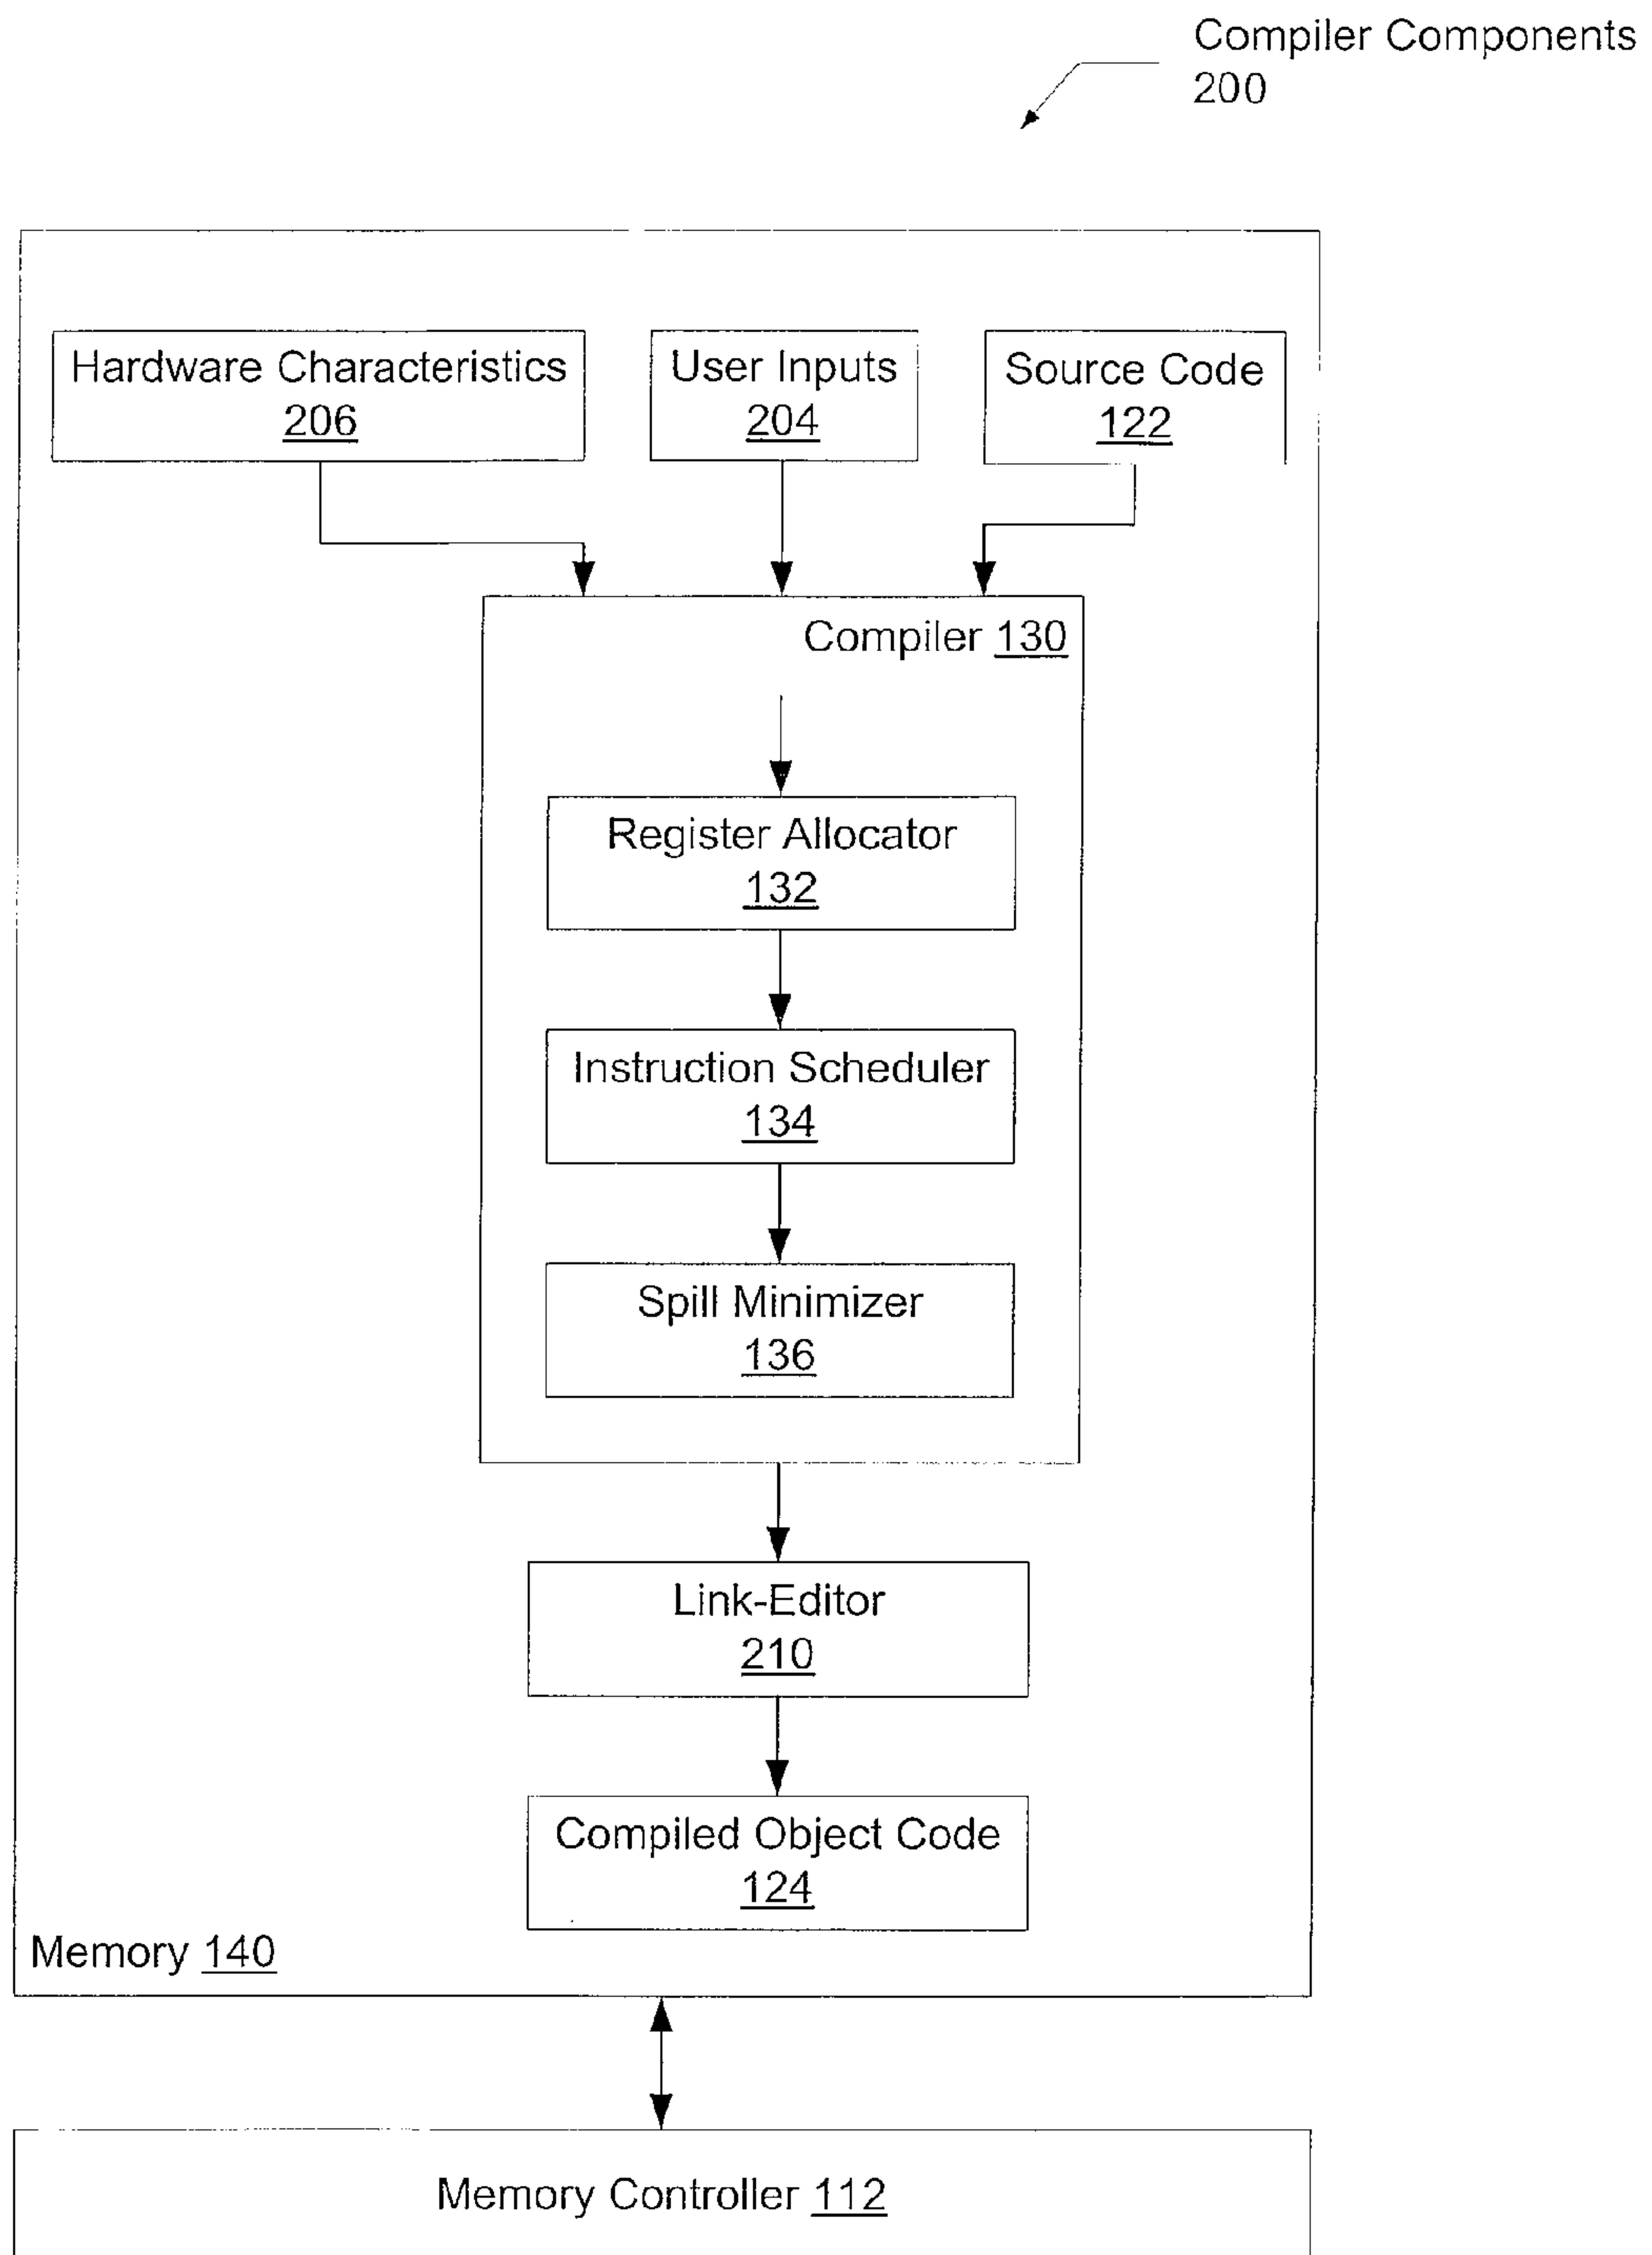 Compiler Components
200
Hardware Characteristics
206
User Inputs
204
Source Code
122
Compiler 130
Register Allocator
132
Instruction Scheduler
134
Spill Minimizer
136
Link-Editor
210
Compiled Object Code
124
Memory 140
Memory Controller 112